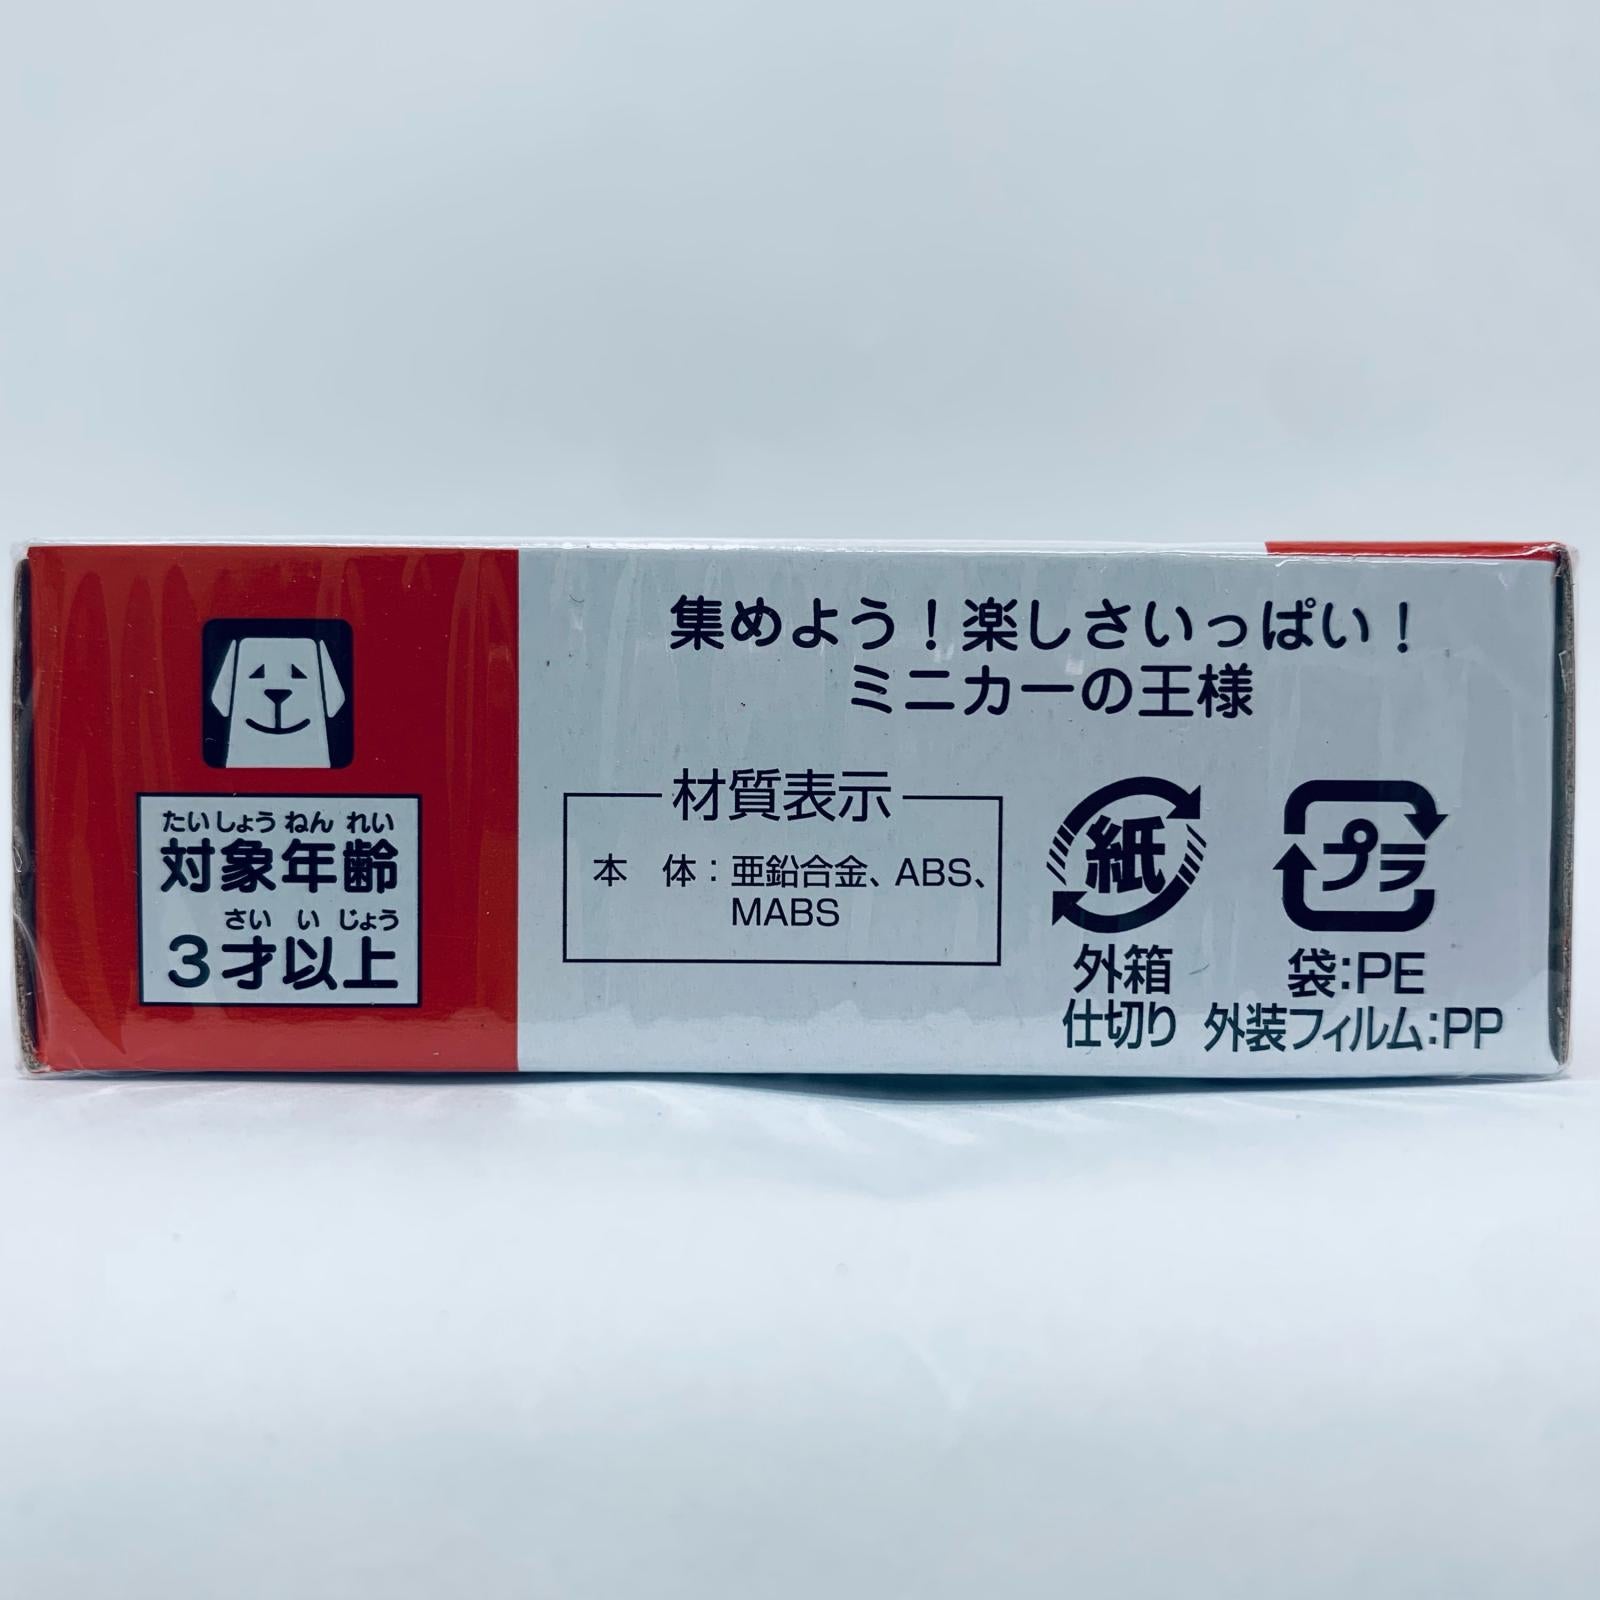 集めよう！楽しさいっぱい！
ミニカーの王様
たいしょう ねん れい
対象年齢
さい い じょう
3才以上
材質表示
本 体：亜鉛合金、ABS、
MABS
紙
外箱
仕切り
プラ
袋:PE
外装フィルム:PP